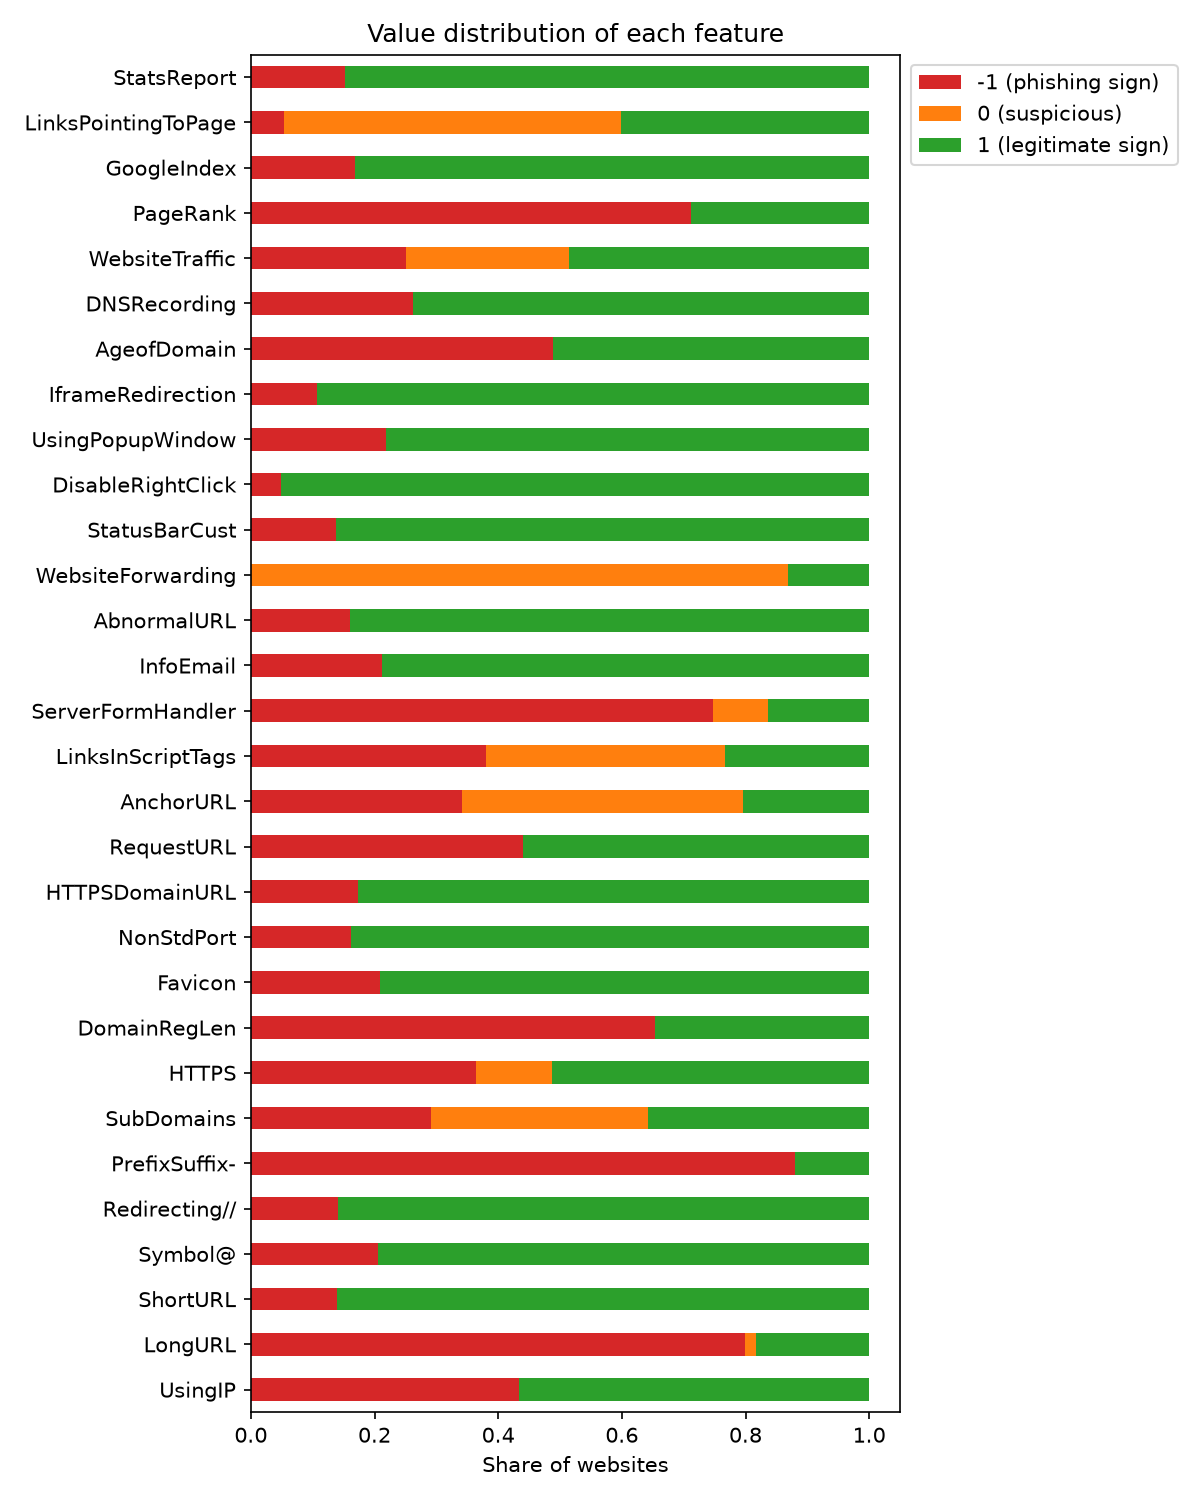 Value distribution of each feature
StatsReport
LinksPointingToPage
GoogleIndex
PageRank
WebsiteTraffic
DNSRecording
AgeofDomain
IframeRedirection
UsingPopupWindow
DisableRightClick
StatusBarCust
WebsiteForwarding
AbnormalURL
InfoEmail
ServerFormHandler
LinksInScriptTags
AnchorURL
RequestURL
HTTPSDomainURL
NonStdPort
Favicon
DomainRegLen
HTTPS
SubDomains
PrefixSuffix-
Redirecting//
Symbol@
ShortURL
LongURL
UsingIP
0.0 0.2 0.4 0.6 0.8 1.0
Share of websites
-1 (phishing sign)
0 (suspicious)
1 (legitimate sign)